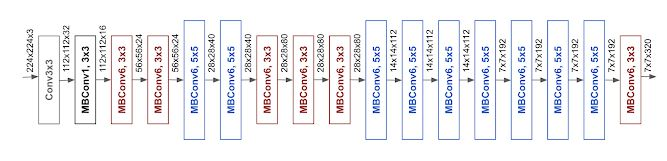 224x224x3
Conv3x3
112x112x32
MBConv1, 3x3
112x112x16
MBConv6, 3x3
56x56x24
MBConv6, 3x3
56x56x24
MBConv6, 5x5
28x28x40
MBConv6, 5x5
28x28x40
MBConv6, 3x3
28x28x80
MBConv6, 3x3
28x28x80
MBConv6, 3x3
28x28x80
MBConv6, 5x5
14x14x112
MBConv6, 5x5
14x14x112
MBConv6, 5x5
14x14x112
MBConv6, 5x5
7x7x192
MBConv6, 5x5
7x7x192
MBConv6, 5x5
7x7x192
MBConv6, 5x5
7x7x192
MBConv6, 3x3
7x7x320